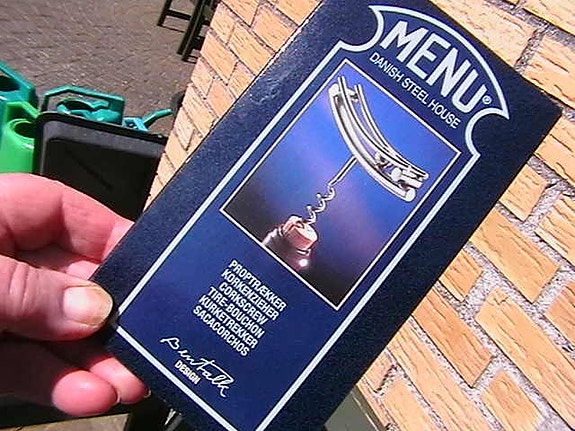 MENU®
DANISH STEEL HOUSE
PROPTRÆKKER
KORKENZIEHER
CORKSCREW
TIRE-BOUCHON
KURKETREKKER
SACACORCHOS
DESIGN